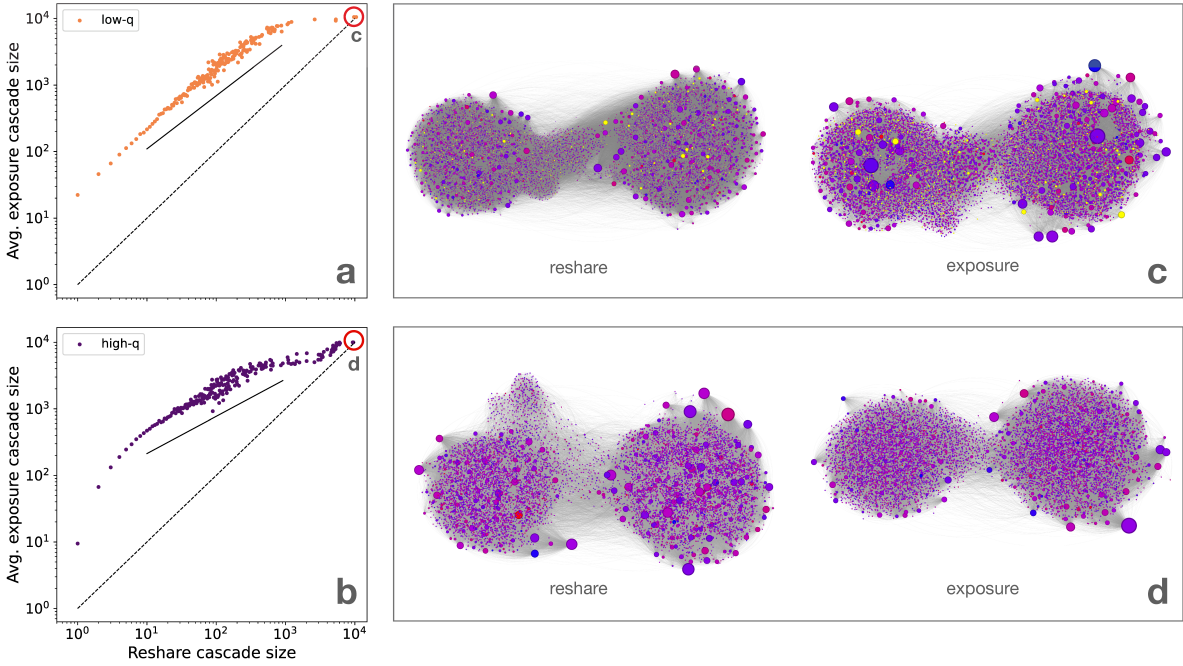 10⁴
10³
10²
10¹
10⁰
Avg. exposure cascade size
low-q
c
a
reshare
exposure
c
10⁴
10³
10²
10¹
10⁰
Avg. exposure cascade size
high-q
d
b
10⁰ 10¹ 10² 10³ 10⁴
Reshare cascade size
reshare
exposure
d